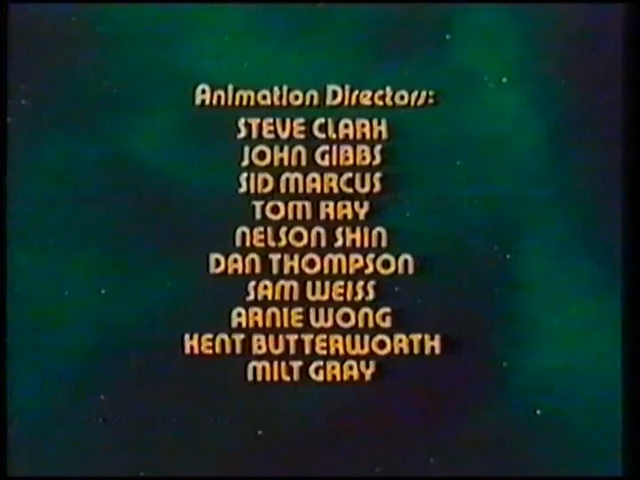 Animation Directors:
STEVE CLARK
JOHN GIBBS
SID MARCUS
TOM RAY
NELSON SHIN
DAN THOMPSON
SAM WEISS
ARNIE WONG
KENT BUTTERWORTH
MILT GRAY